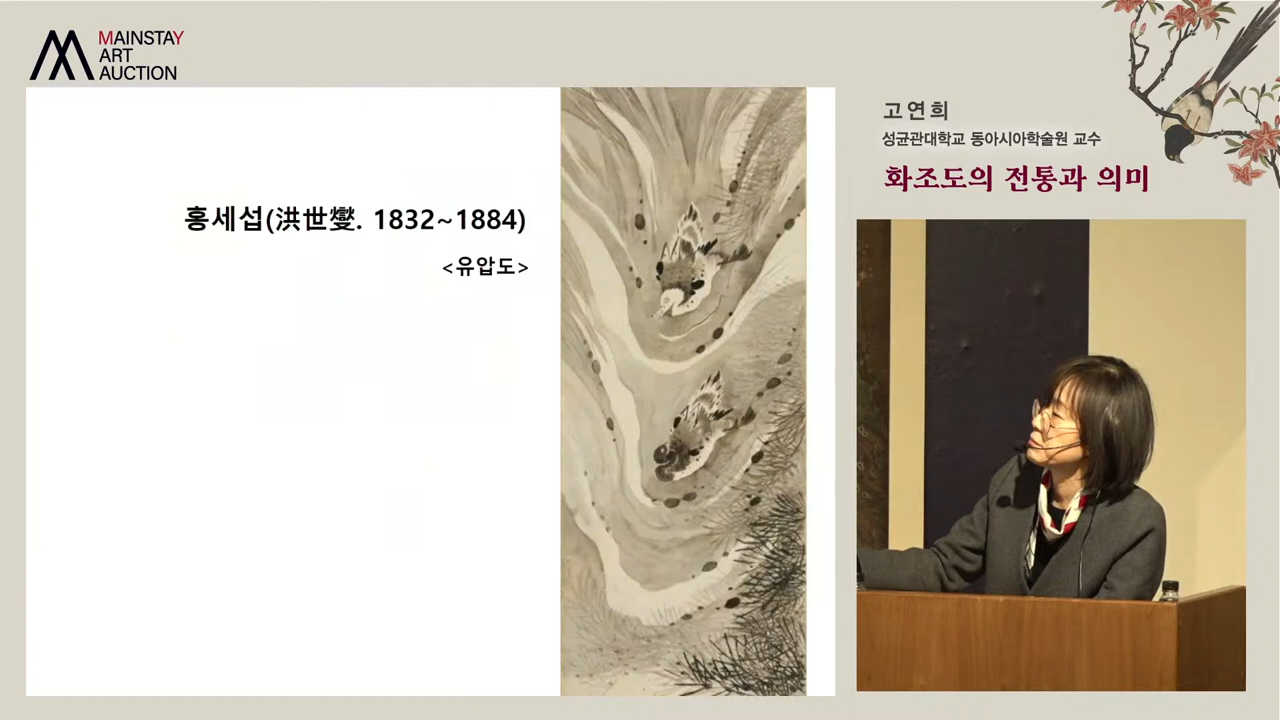 MAINSTAY
ART
AUCTION
홍세섭(洪世燮. 1832~1884)
<유압도>
고연희
성균관대학교 동아시아학술원 교수
화조도의 전통과 의미